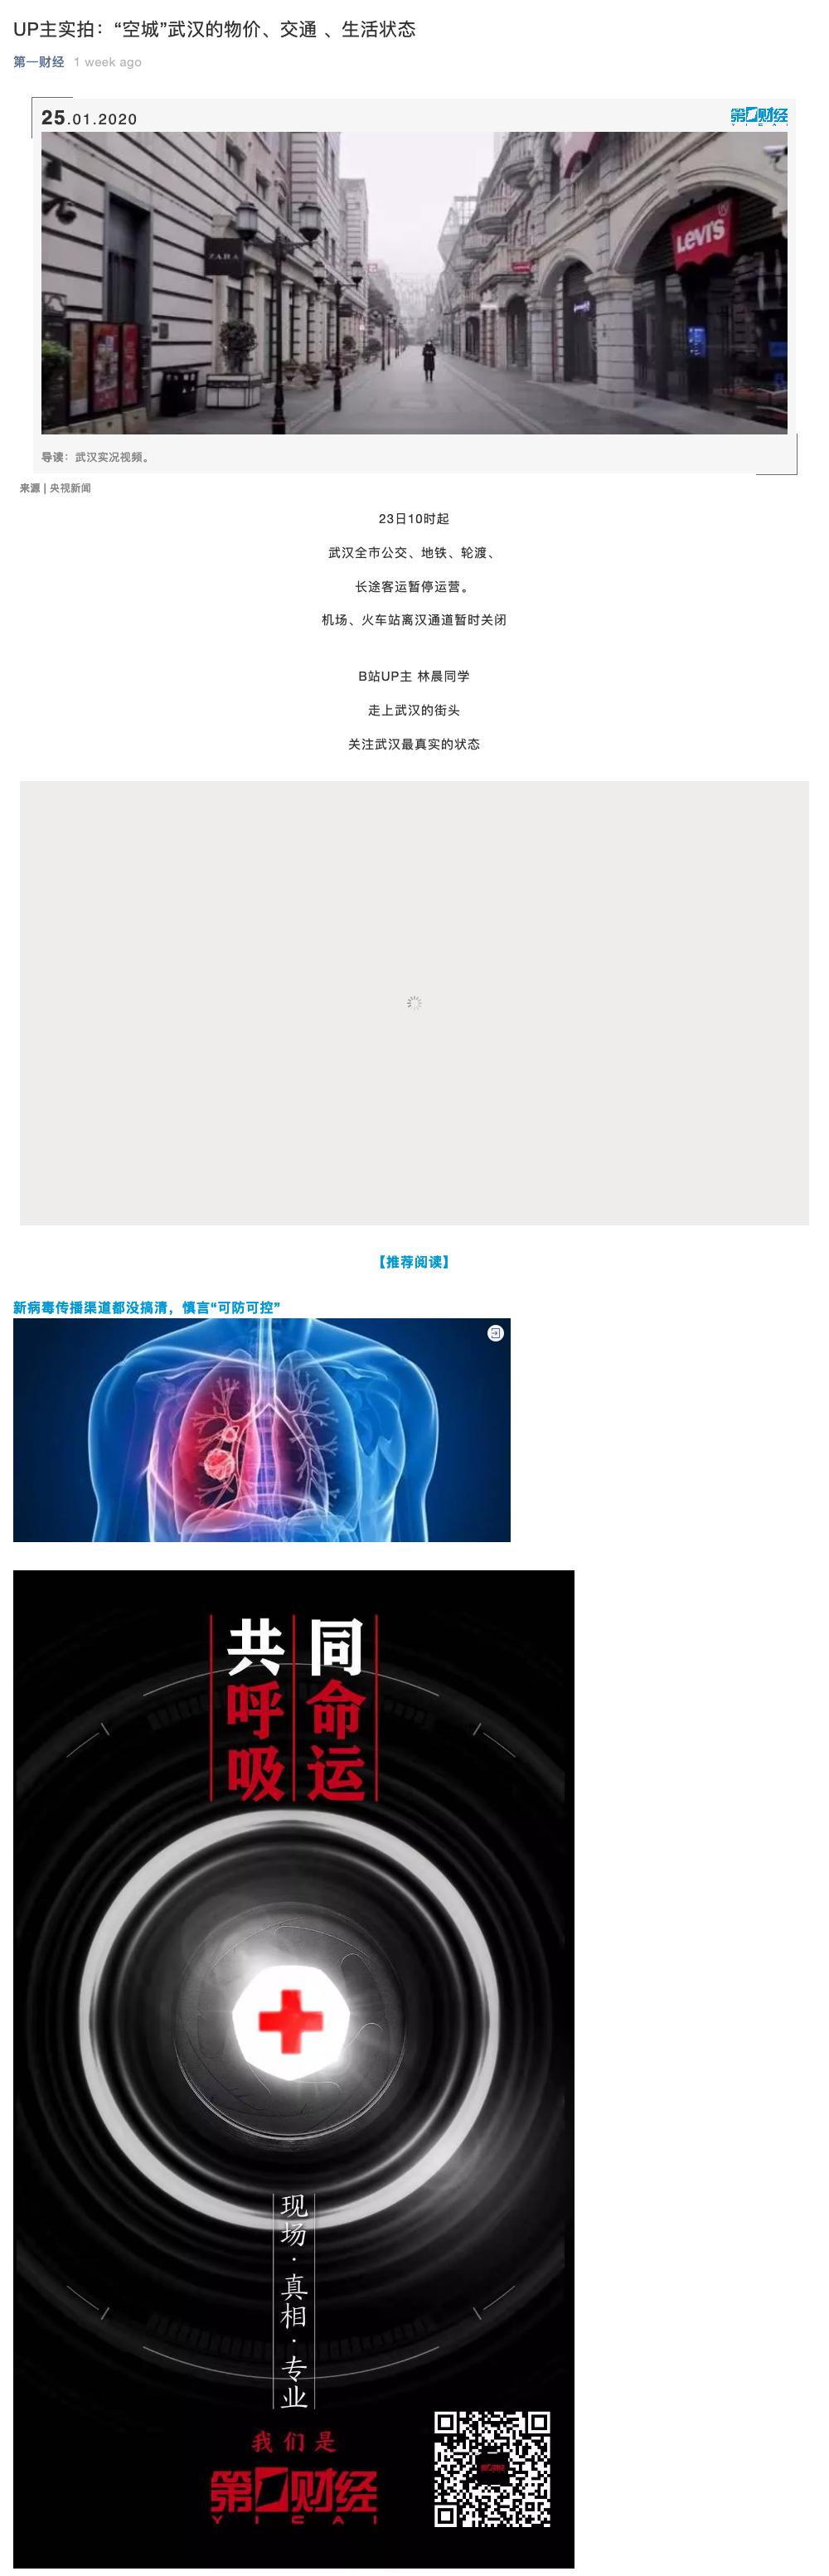 UP主实拍：“空城”武汉的物价、交通 、生活状态
第一财经 1 week ago
25.01.2020
第一财经
YICAI
ZARA
Levi's
导读：武汉实况视频。
来源 | 央视新闻
23日10时起
武汉全市公交、地铁、轮渡、
长途客运暂停运营。
机场、火车站离汉通道暂时关闭
B站UP主 林晨同学
走上武汉的街头
关注武汉最真实的状态
【推荐阅读】
新病毒传播渠道都没搞清，慎言“可防可控”
同命运
共呼吸
现场·真相·专业
我们是
第一财经
YICAI